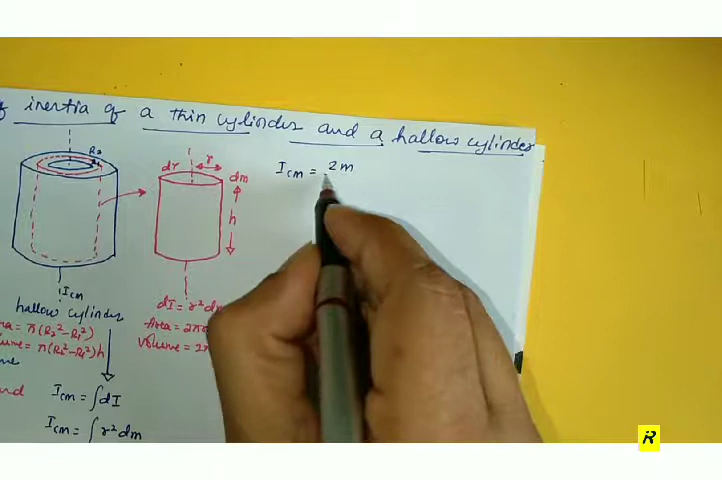 inertia of a thin cylinder and a hallow cylinder
R2
R1
dr r
dm
h
Icm = 2m
Icm
hallow cylinder
= π(R2² - R1²)
= π(R2² - R1²)h
dI = r² dm
Area =
Volume =
Icm = ∫dI
Icm = ∫ r² dm
R